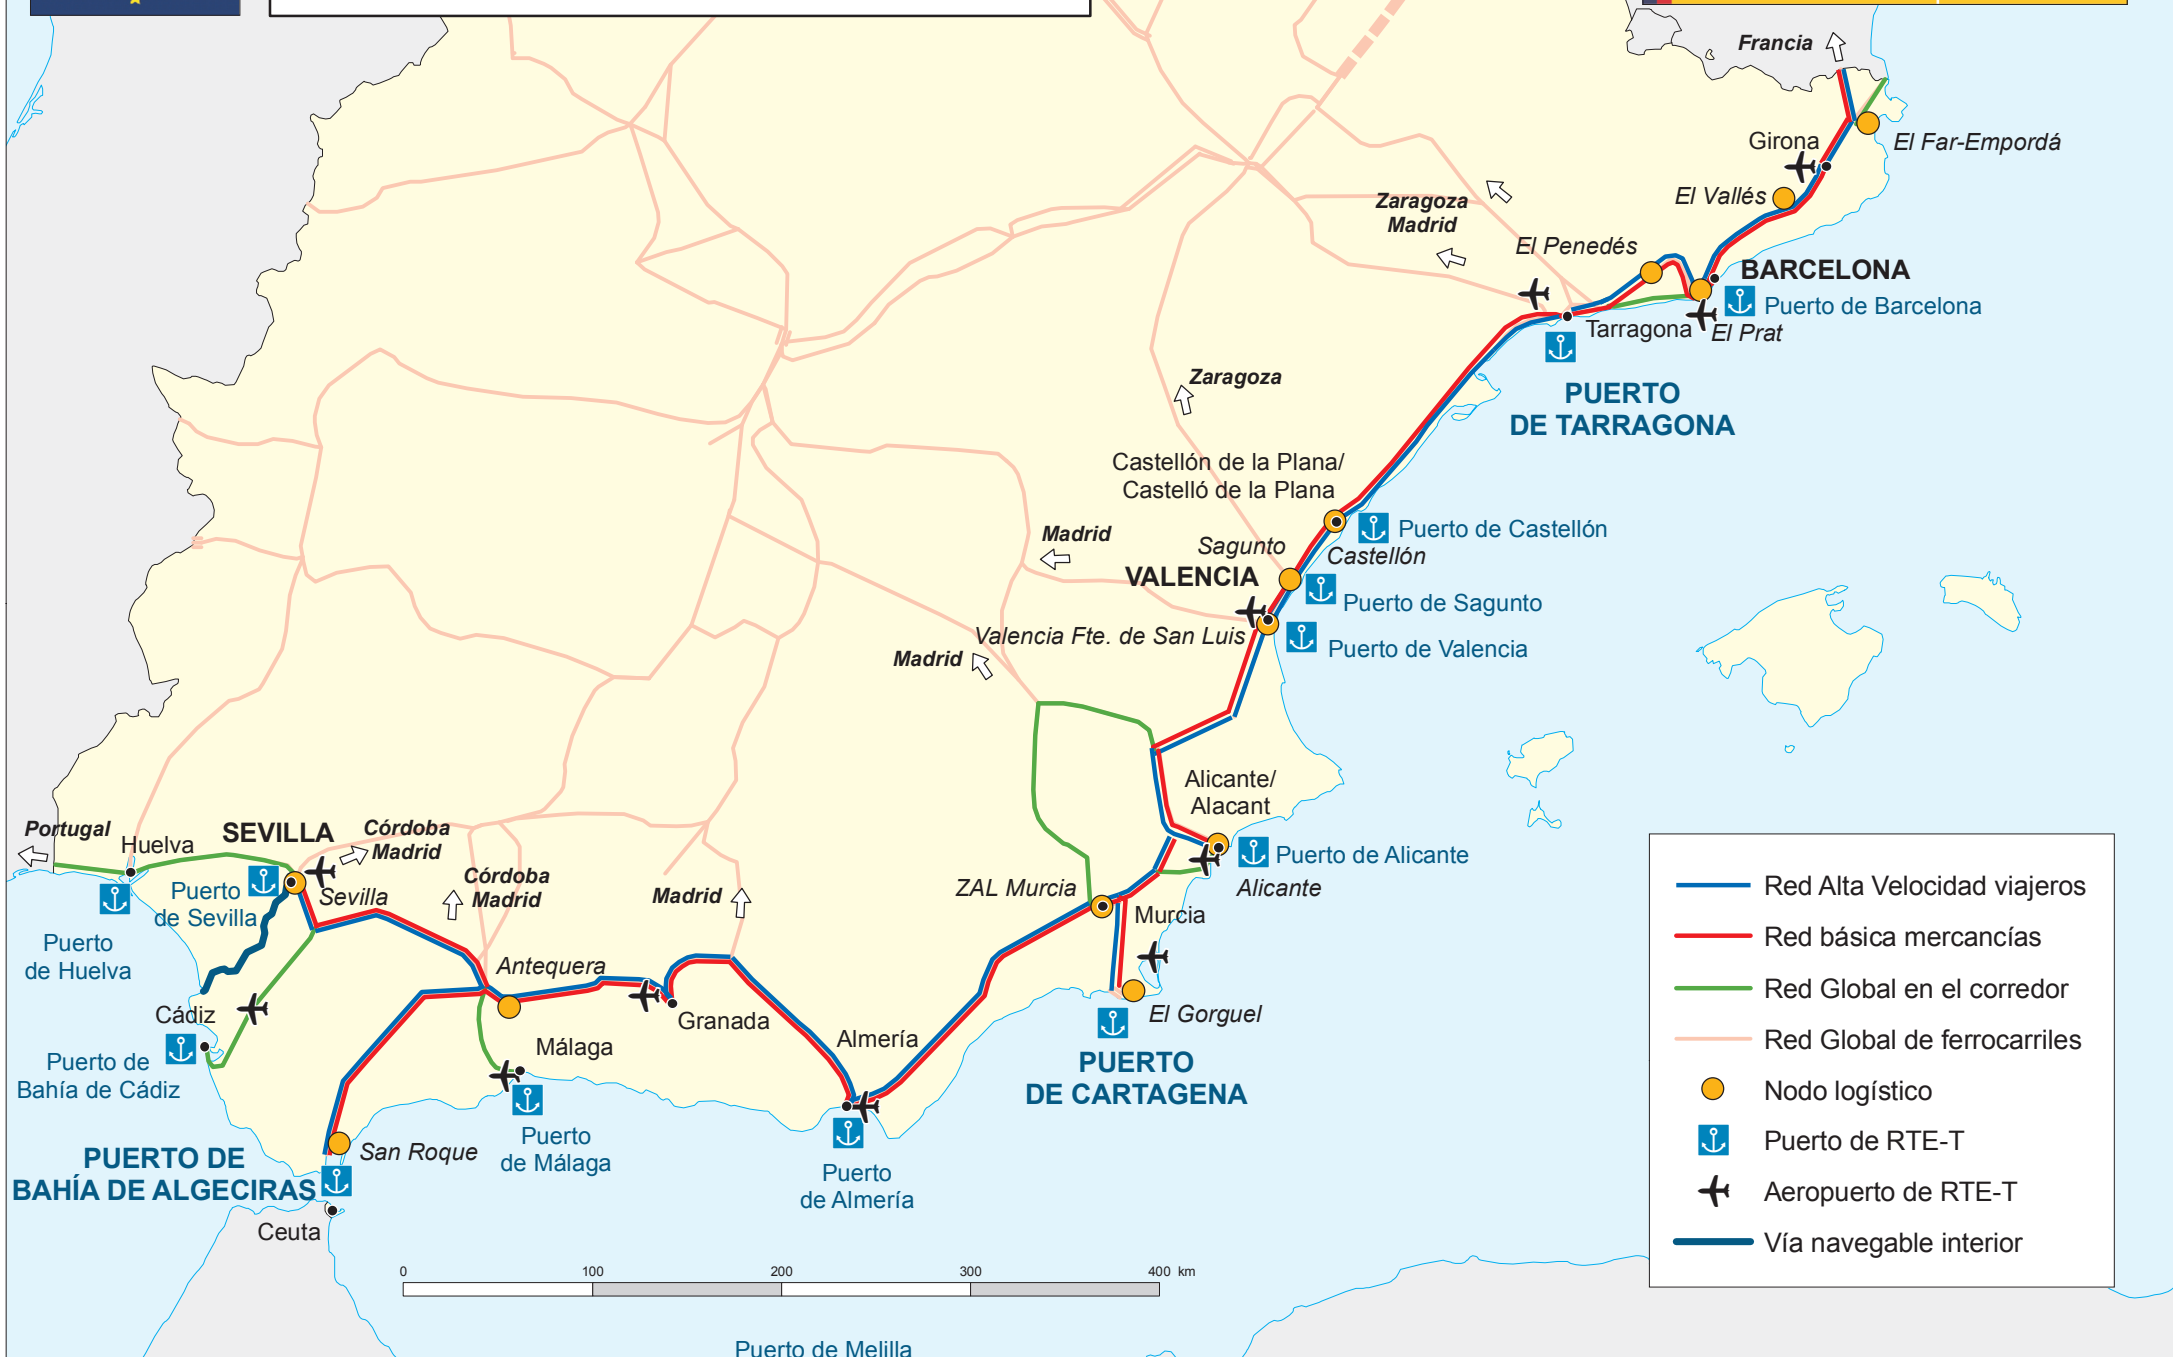 Francia
Girona
El Far-Empordá
El Vallés
Zaragoza
Madrid
El Penedés
BARCELONA
Puerto de Barcelona
Tarragona
El Prat
Zaragoza
PUERTO
DE TARRAGONA
Castellón de la Plana/
Castelló de la Plana
Puerto de Castellón
Madrid
Sagunto
Castellón
VALENCIA
Puerto de Sagunto
Valencia Fte. de San Luis
Puerto de Valencia
Madrid
Alicante/
Alacant
Portugal
Huelva
SEVILLA
Córdoba
Madrid
Puerto de Alicante
Puerto
de Sevilla
Sevilla
Córdoba
Madrid
Madrid
ZAL Murcia
Alicante
Murcia
Puerto
de Huelva
Antequera
Cádiz
Granada
Almería
El Gorguel
Málaga
Puerto de
Bahía de Cádiz
PUERTO
DE CARTAGENA
Puerto
de Málaga
San Roque
PUERTO DE
BAHÍA DE ALGECIRAS
Puerto
de Almería
Ceuta
0 100 200 300 400 km
Puerto de Melilla
Red Alta Velocidad viajeros
Red básica mercancías
Red Global en el corredor
Red Global de ferrocarriles
Nodo logístico
Puerto de RTE-T
Aeropuerto de RTE-T
Vía navegable interior